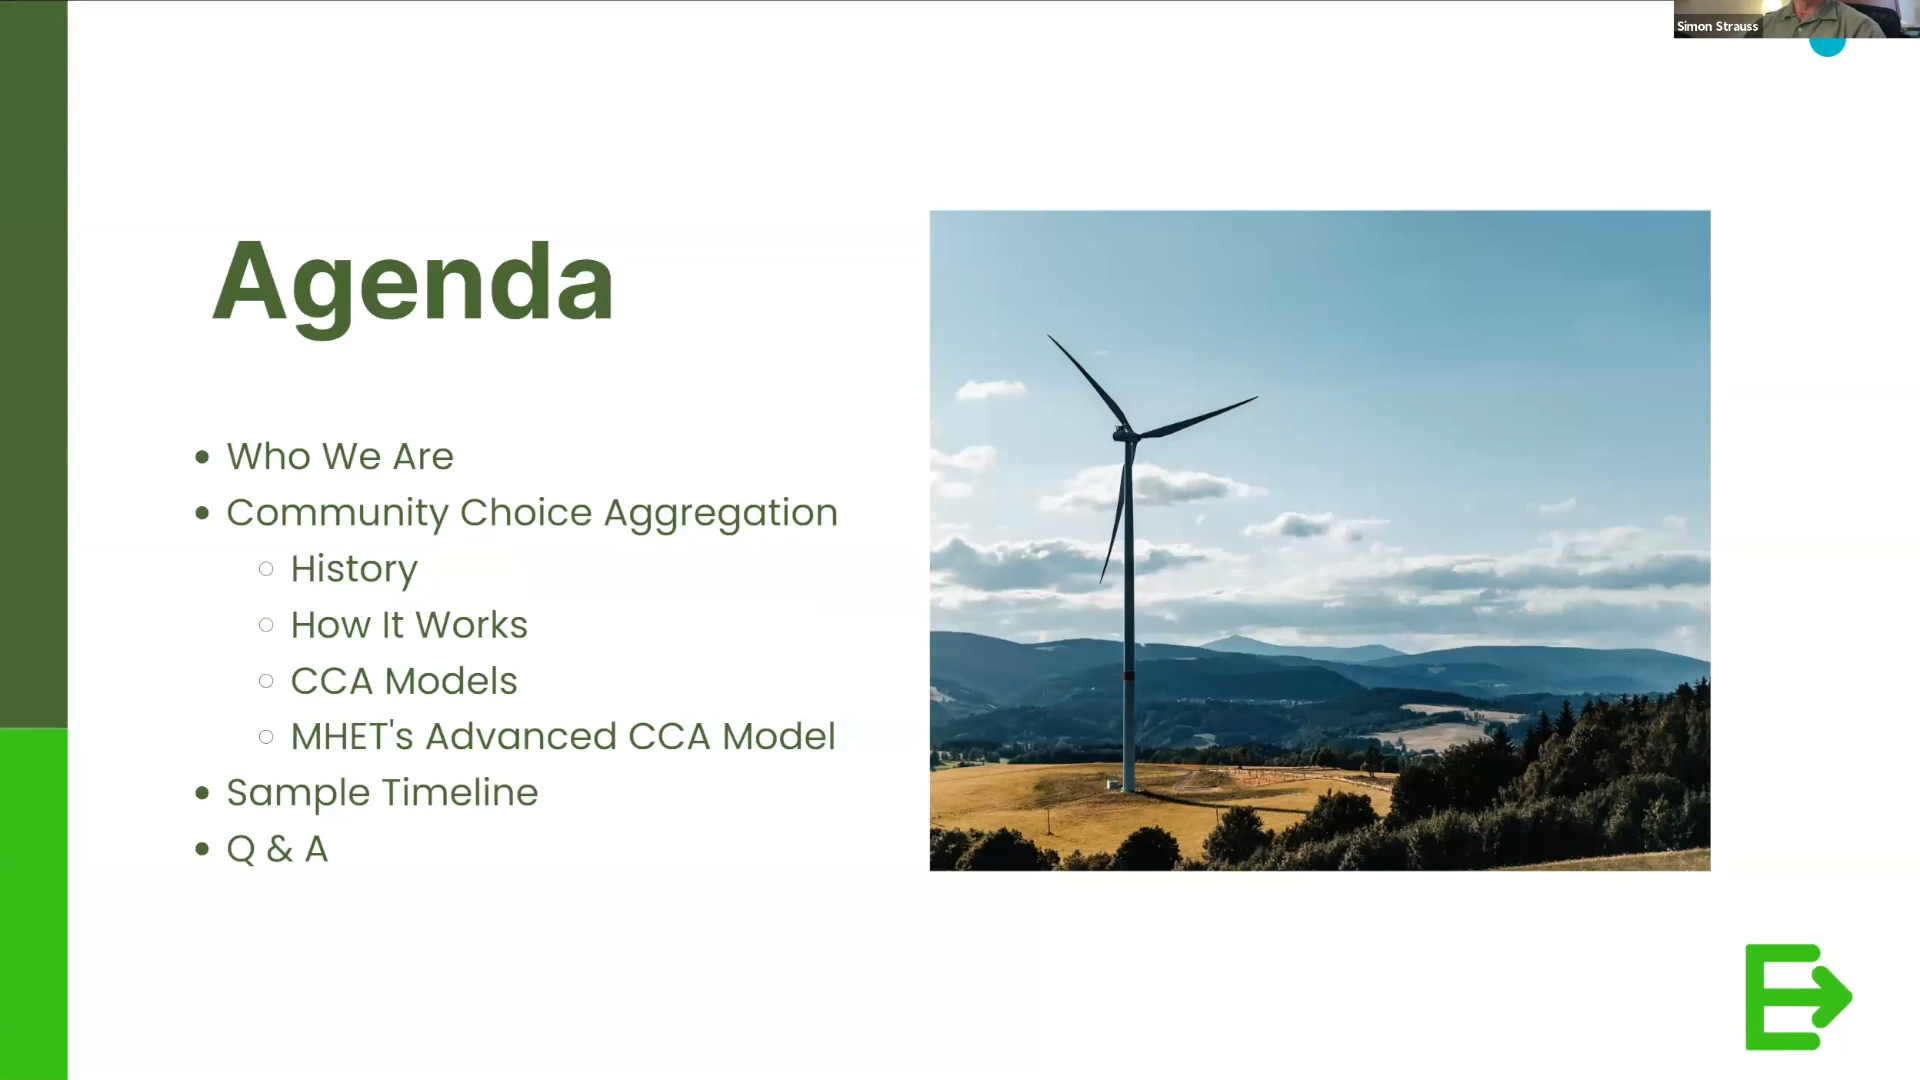 Simon Strauss
Agenda
• Who We Are
• Community Choice Aggregation
○ History
○ How It Works
○ CCA Models
○ MHET's Advanced CCA Model
• Sample Timeline
• Q & A